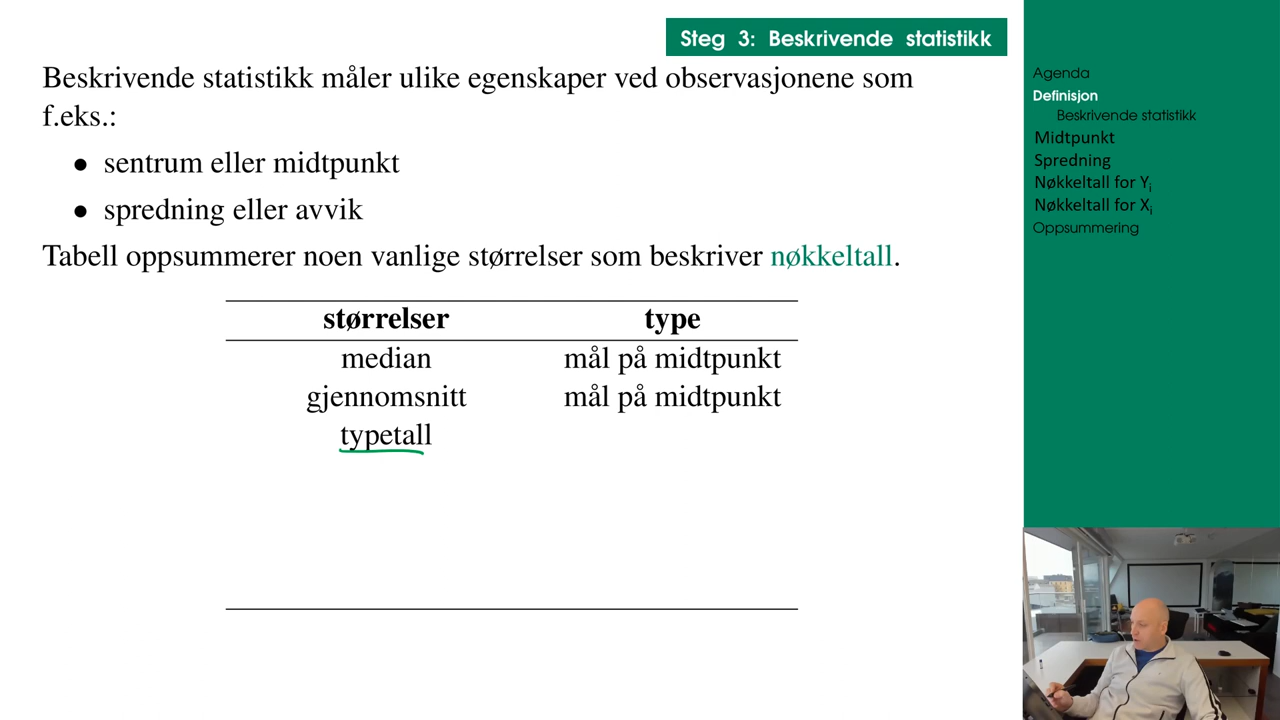 Steg 3: Beskrivende statistikk
Beskrivende statistikk måler ulike egenskaper ved observasjonene som
f.eks.:
• sentrum eller midtpunkt
• spredning eller avvik
Tabell oppsummerer noen vanlige størrelser som beskriver nøkkeltall.
størrelser type
median mål på midtpunkt
gjennomsnitt mål på midtpunkt
typetall
Agenda
Definisjon
Beskrivende statistikk
Midtpunkt
Spredning
Nøkkeltall for Yᵢ
Nøkkeltall for Xᵢ
Oppsummering